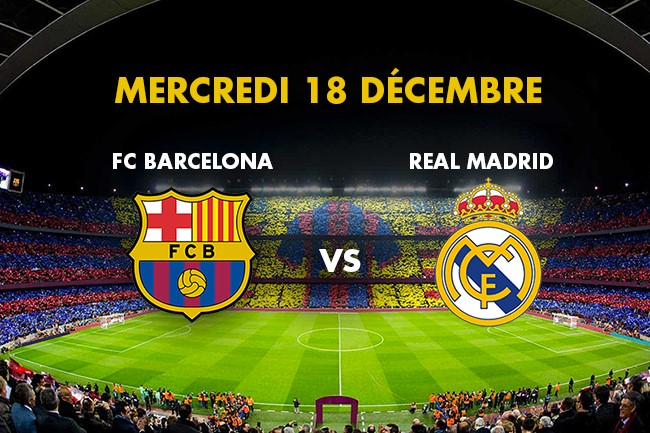 MERCREDI 18 DÉCEMBRE
FC BARCELONA
REAL MADRID
FCB
VS